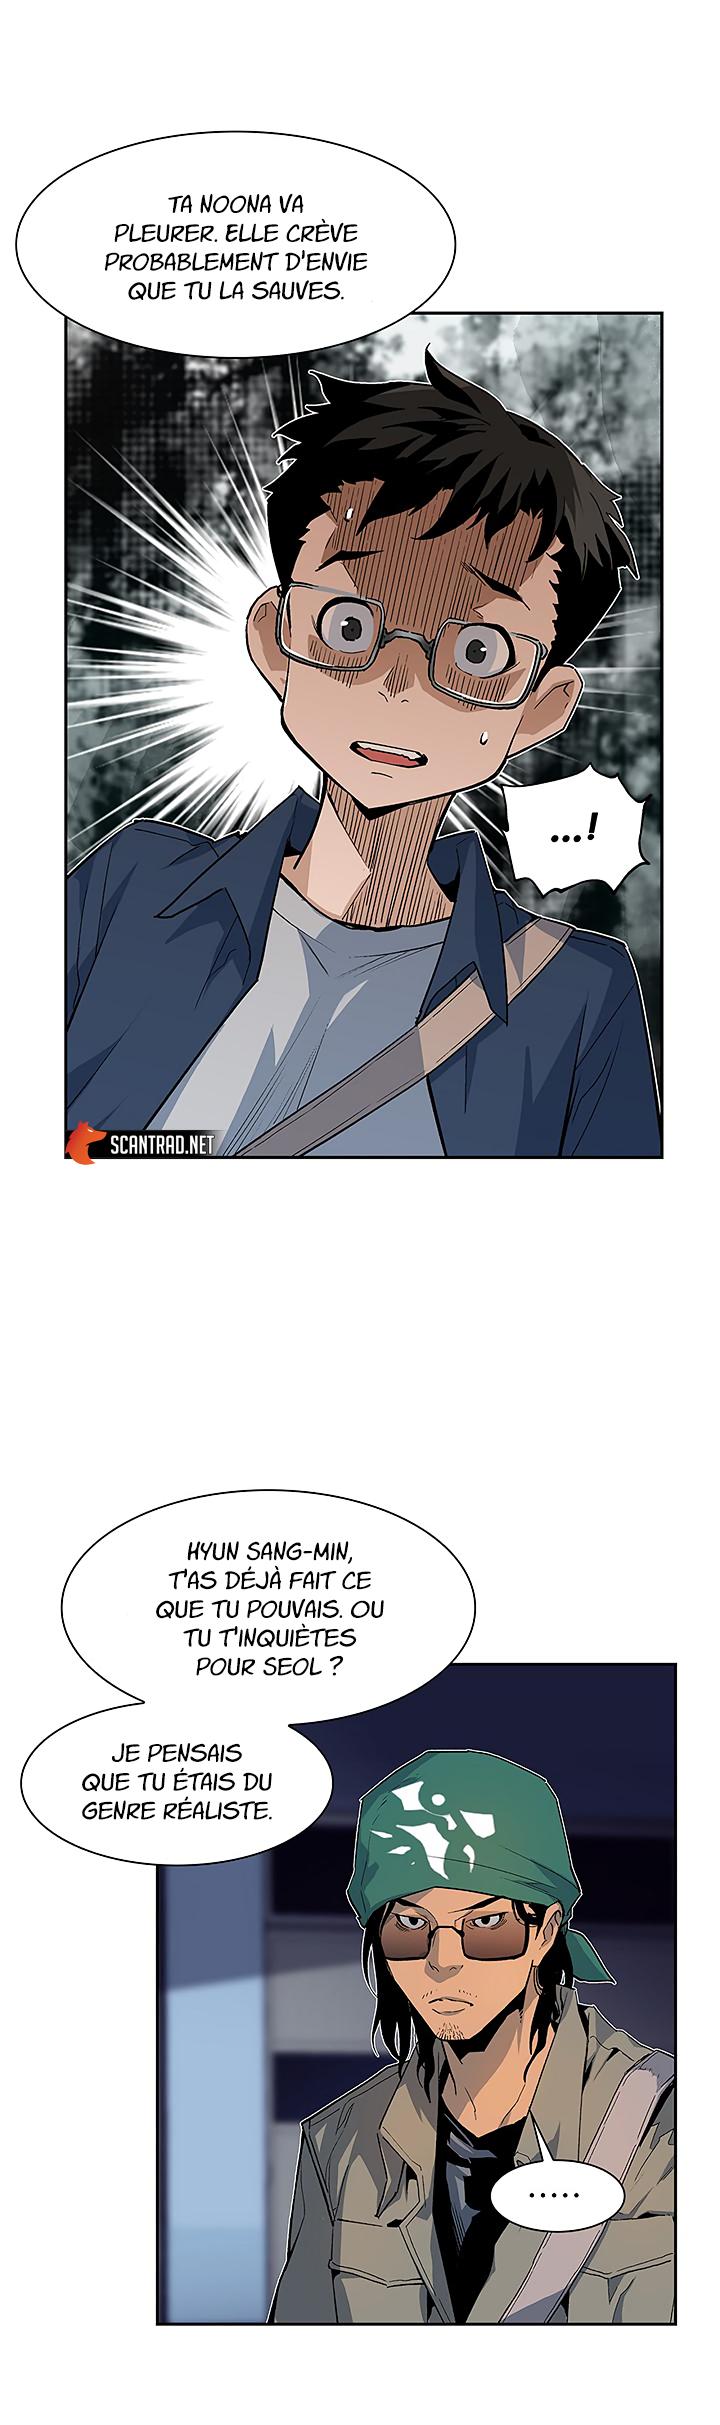 TA NOONA VA
PLEURER. ELLE CRÈVE
PROBABLEMENT D'ENVIE
QUE TU LA SAUVES.
...!
SCANTRAD.NET
HYUN SANG-MIN,
T'AS DÉJÀ FAIT CE
QUE TU POUVAIS. OU
TU T'INQUIÈTES
POUR SEOL ?
JE PENSAIS
QUE TU ÉTAIS DU
GENRE RÉALISTE.
.....